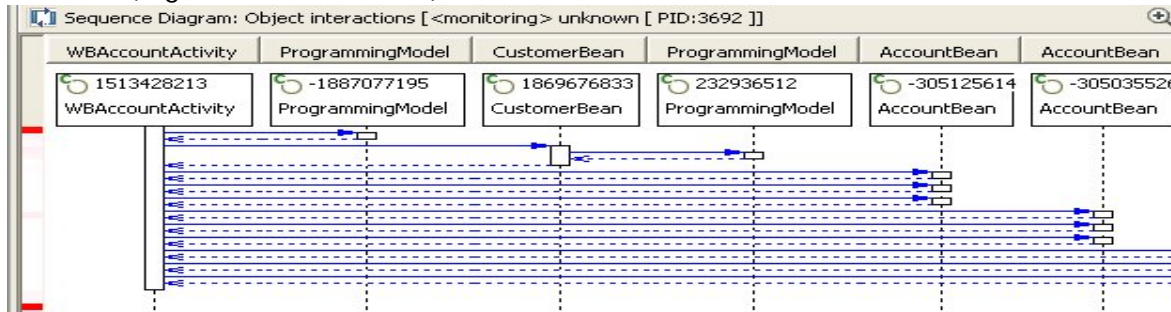 Sequence Diagram: Object interactions [<monitoring> unknown [ PID:3692 ]]
WBAccountActivity ProgrammingModel CustomerBean ProgrammingModel AccountBean AccountBean
1513428213 -1887077195 1869676833 232936512 -305125614 -305035526
WBAccountActivity ProgrammingModel CustomerBean ProgrammingModel AccountBean AccountBean